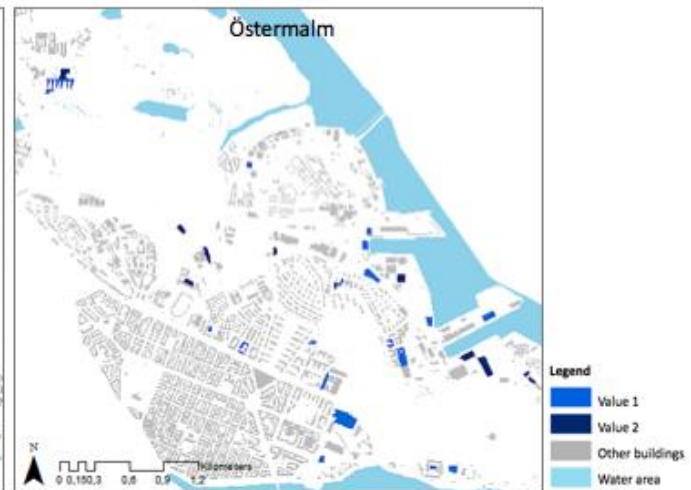 Östermalm
N
Kilometers
0 0,150,3 0,6 0,9 1,2
Legend
Value 1
Value 2
Other buildings
Water area